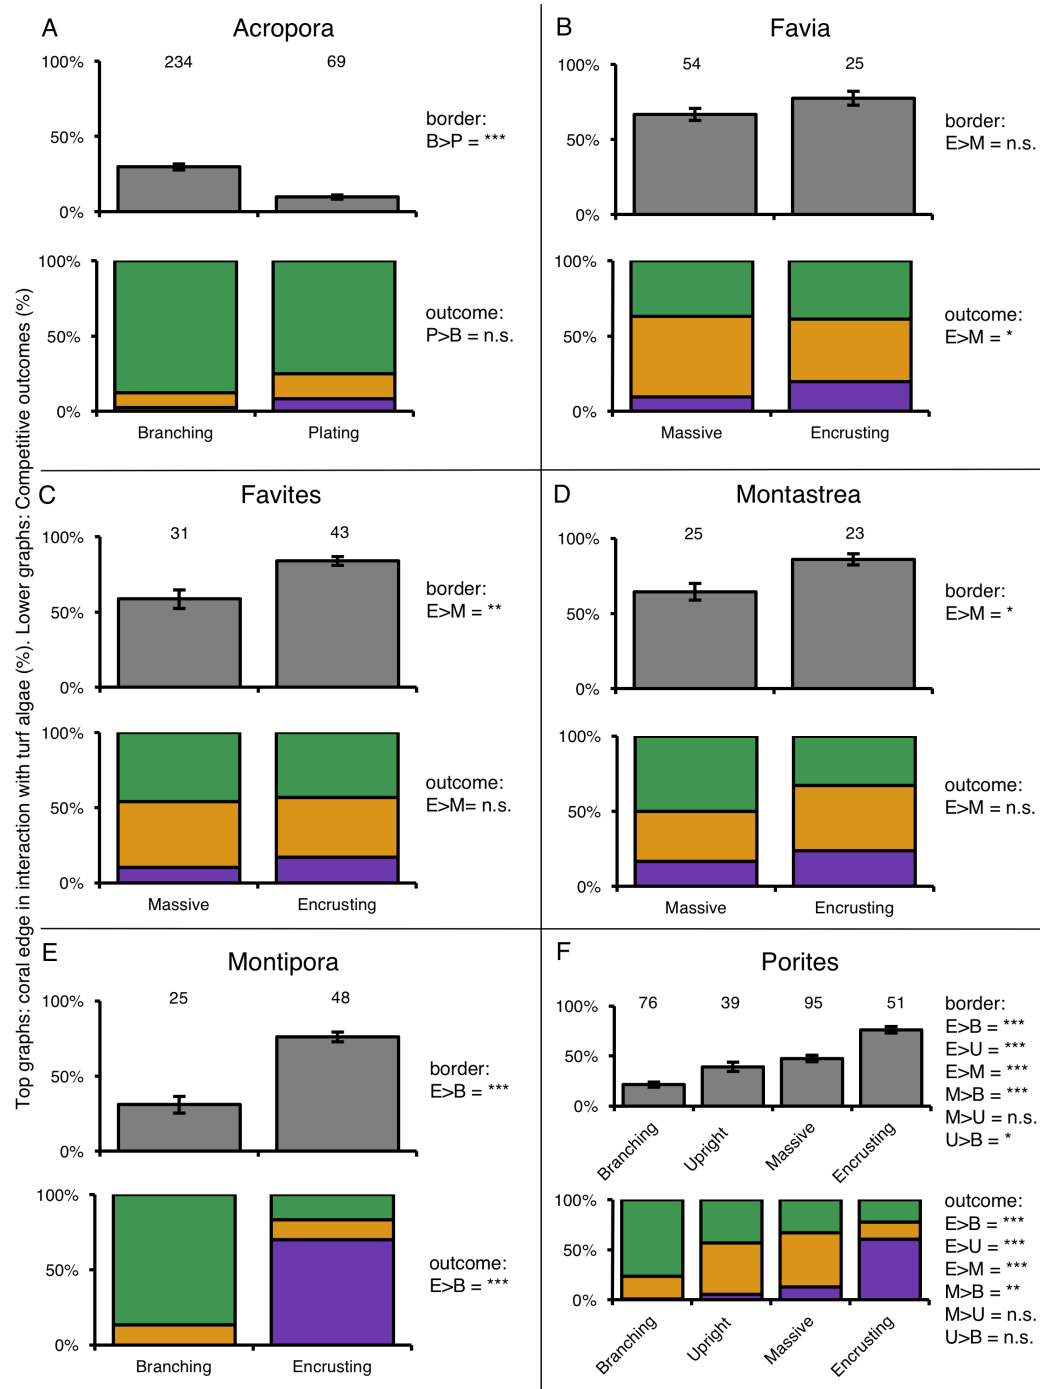 Top graphs: coral edge in interaction with turf algae (%). Lower graphs: Competitive outcomes (%)
A
Acropora
100%
50%
0%
234
69
border:
B>P = ***
100%
50%
0%
outcome:
P>B = n.s.
Branching
Plating
B
Favia
100%
50%
0%
54
25
border:
E>M = n.s.
100%
50%
0%
outcome:
E>M = *
Massive
Encrusting
C
Favites
100%
50%
0%
31
43
border:
E>M = **
100%
50%
0%
outcome:
E>M= n.s.
Massive
Encrusting
D
Montastrea
100%
50%
0%
25
23
border:
E>M = *
100%
50%
0%
outcome:
E>M = n.s.
Massive
Encrusting
E
Montipora
100%
50%
0%
25
48
border:
E>B = ***
100%
50%
0%
outcome:
E>B = ***
Branching
Encrusting
F
Porites
100%
50%
0%
76
39
95
51
border:
E>B = ***
E>U = ***
E>M = ***
M>B = ***
M>U = n.s.
U>B = *
Branching
Upright
Massive
Encrusting
100%
50%
0%
outcome:
E>B = ***
E>U = ***
E>M = ***
M>B = **
M>U = n.s.
U>B = n.s.
Branching
Upright
Massive
Encrusting